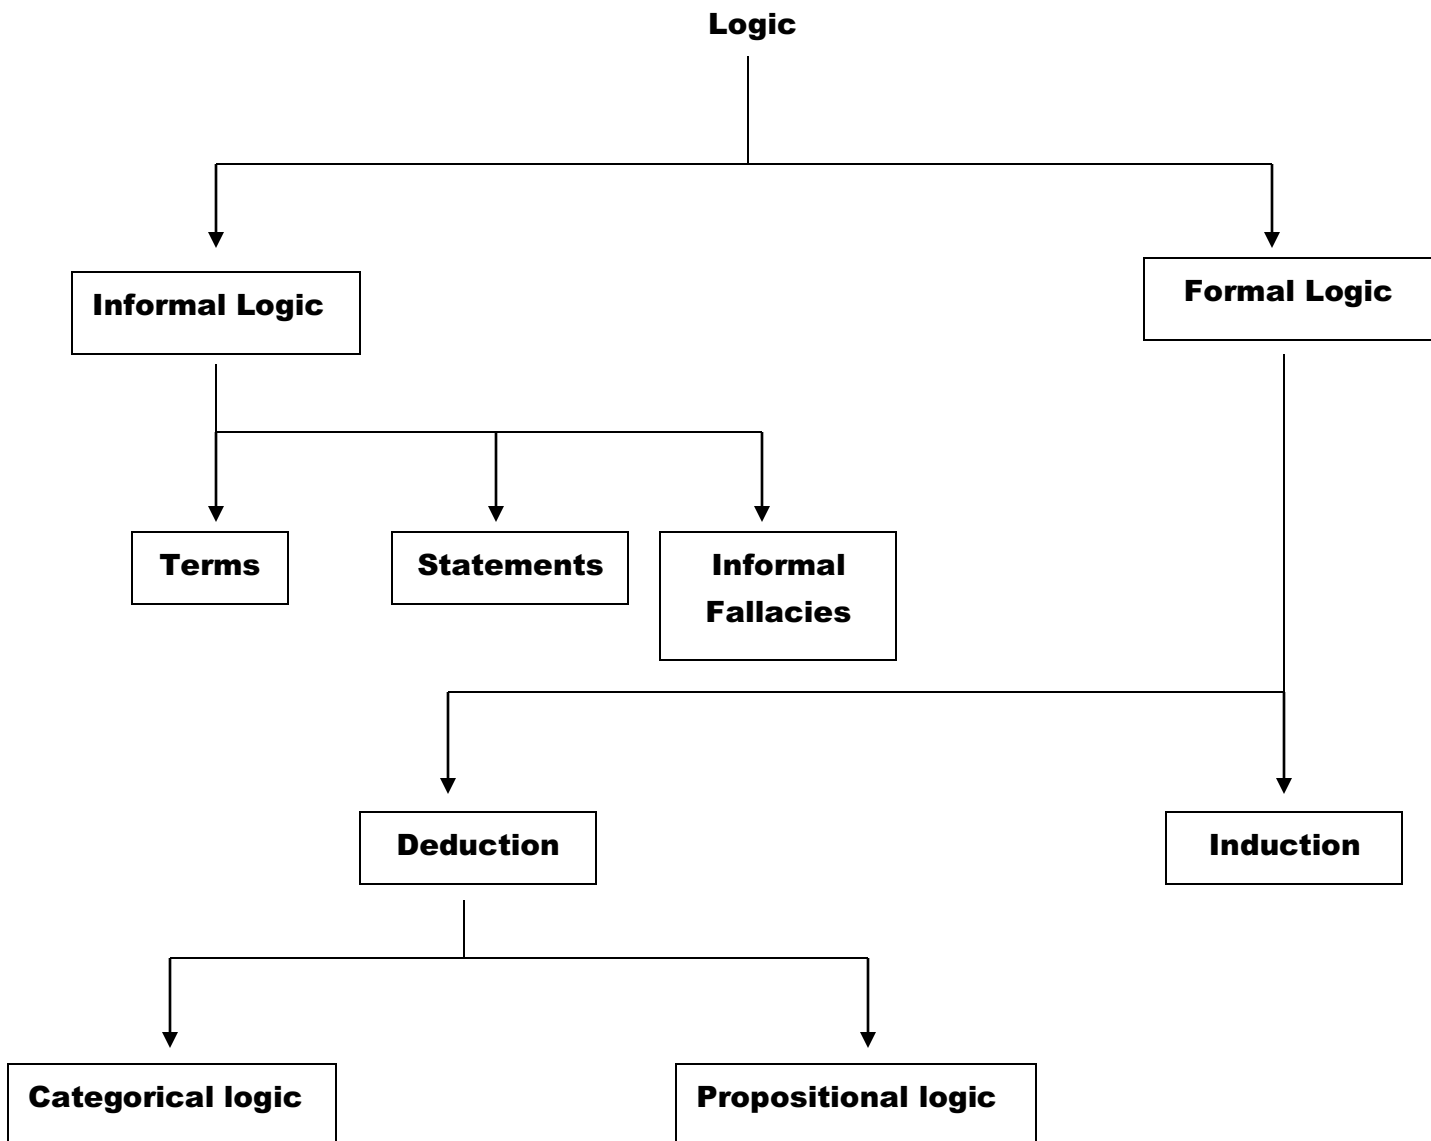 Logic
Informal Logic
Formal Logic
Terms
Statements
Informal
Fallacies
Deduction
Induction
Categorical logic
Propositional logic